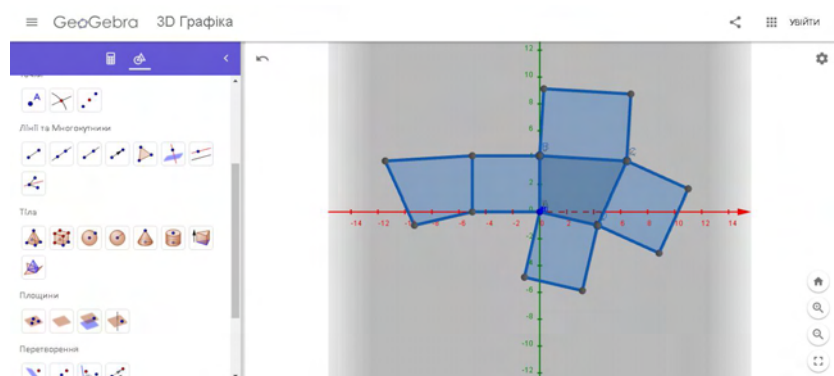 GeoGebra 3D Графіка
УВІЙТИ
Лінії та Многокутники
Тіла
Площини
Перетворення
12
10
8
6
4
2
0
-2
-4
-6
-8
-10
-12
-14 -12 -10 -8 -6 -4 -2 0 2 4 6 8 10 12 14
A
B